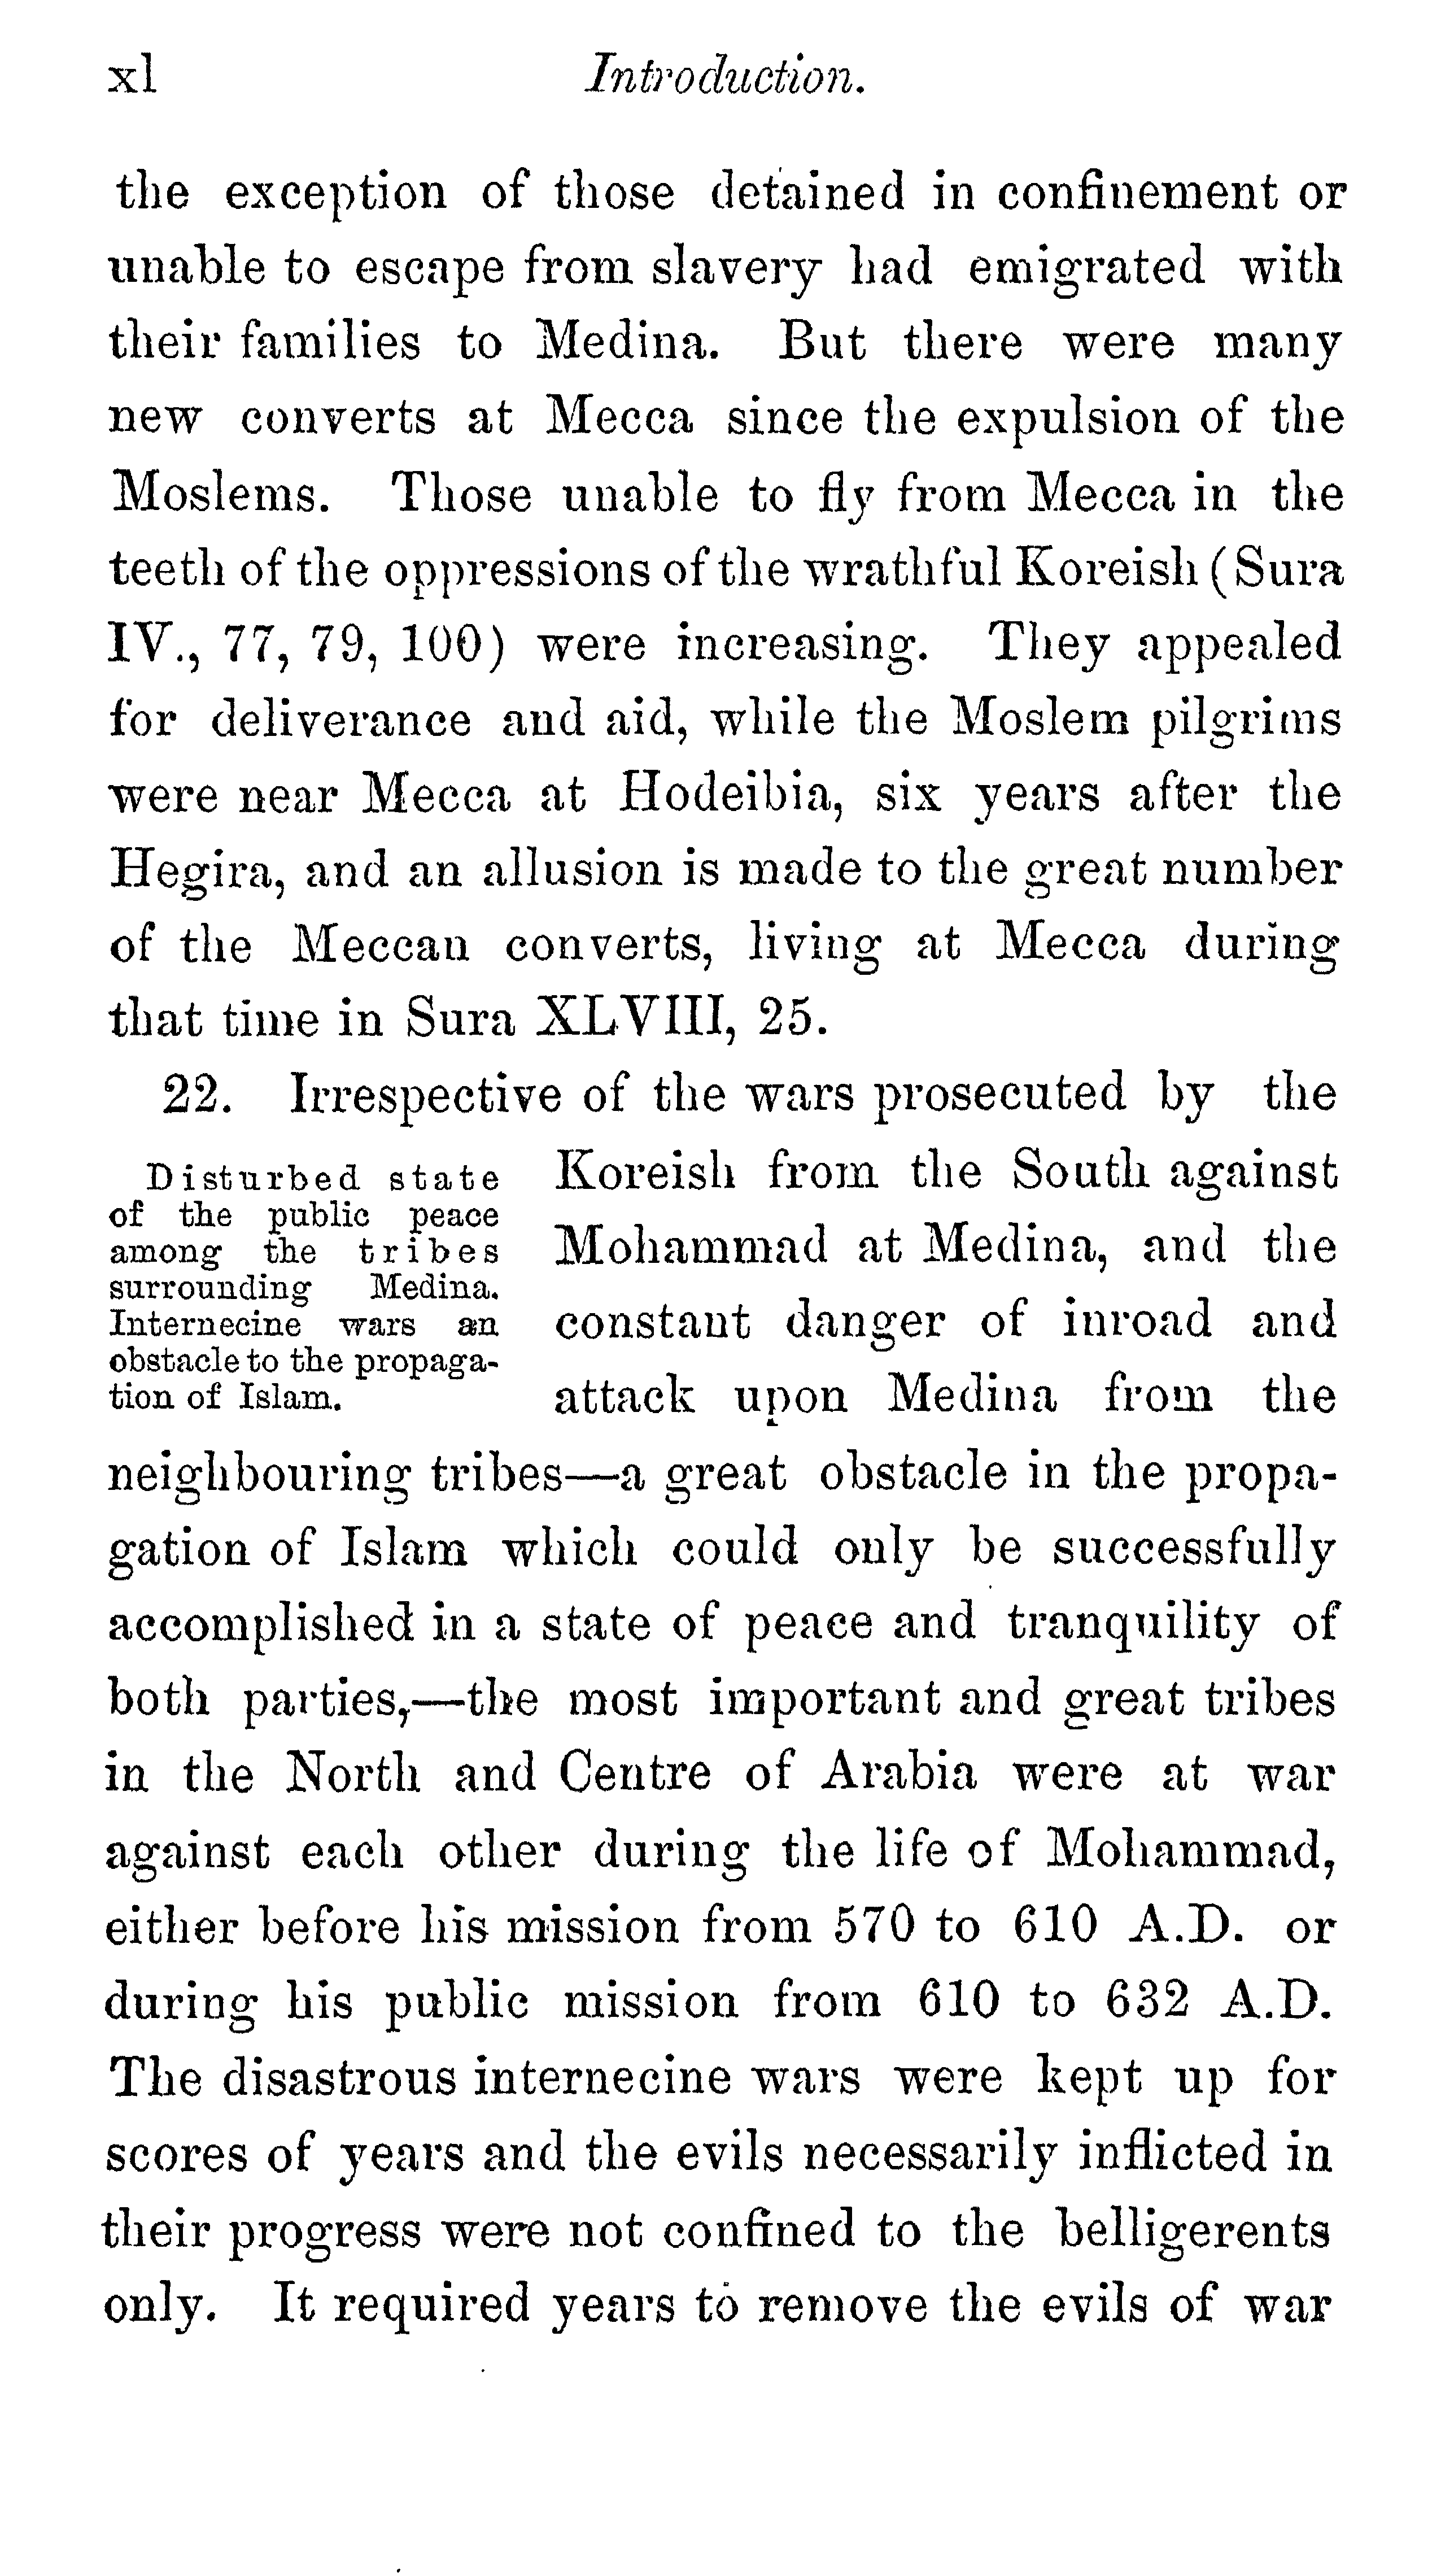 xl Introduction.
the exception of those detained in confinement or
unable to escape from slavery had emigrated with
their families to Medina. But there were many
new converts at Mecca since the expulsion of the
Moslems. Those unable to fly from Mecca in the
teeth of the oppressions of the wrathful Koreish (Sura
IV., 77, 79, 100) were increasing. They appealed
for deliverance and aid, while the Moslem pilgrims
were near Mecca at Hodeibia, six years after the
Hegira, and an allusion is made to the great number
of the Meccan converts, living at Mecca during
that time in Sura XLVIII, 25.
22. Irrespective of the wars prosecuted by the
Disturbed state
of the public peace
among the tribes
surrounding Medina.
Internecine wars an
obstacle to the propaga-
tion of Islam.
Koreish from the South against
Mohammad at Medina, and the
constant danger of inroad and
attack upon Medina from the
neighbouring tribes—a great obstacle in the propa-
gation of Islam which could only be successfully
accomplished in a state of peace and tranquility of
both parties,—the most important and great tribes
in the North and Centre of Arabia were at war
against each other during the life of Mohammad,
either before his mission from 570 to 610 A.D. or
during his public mission from 610 to 632 A.D.
The disastrous internecine wars were kept up for
scores of years and the evils necessarily inflicted in
their progress were not confined to the belligerents
only. It required years to remove the evils of war